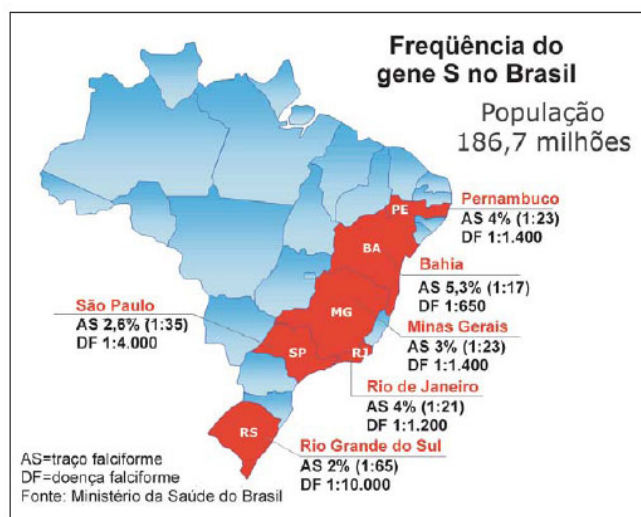 Freqüência do
gene S no Brasil
População
186,7 milhões
PE
Pernambuco
AS 4% (1:23)
DF 1:1.400
BA
Bahia
AS 5,3% (1:17)
DF 1:650
MG
Minas Gerais
AS 3% (1:23)
DF 1:1.400
São Paulo
AS 2,6% (1:35)
DF 1:4.000
SP
RJ
Rio de Janeiro
AS 4% (1:21)
DF 1:1.200
RS
Rio Grande do Sul
AS 2% (1:65)
DF 1:10.000
AS=traço falciforme
DF=doença falciforme
Fonte: Ministério da Saúde do Brasil